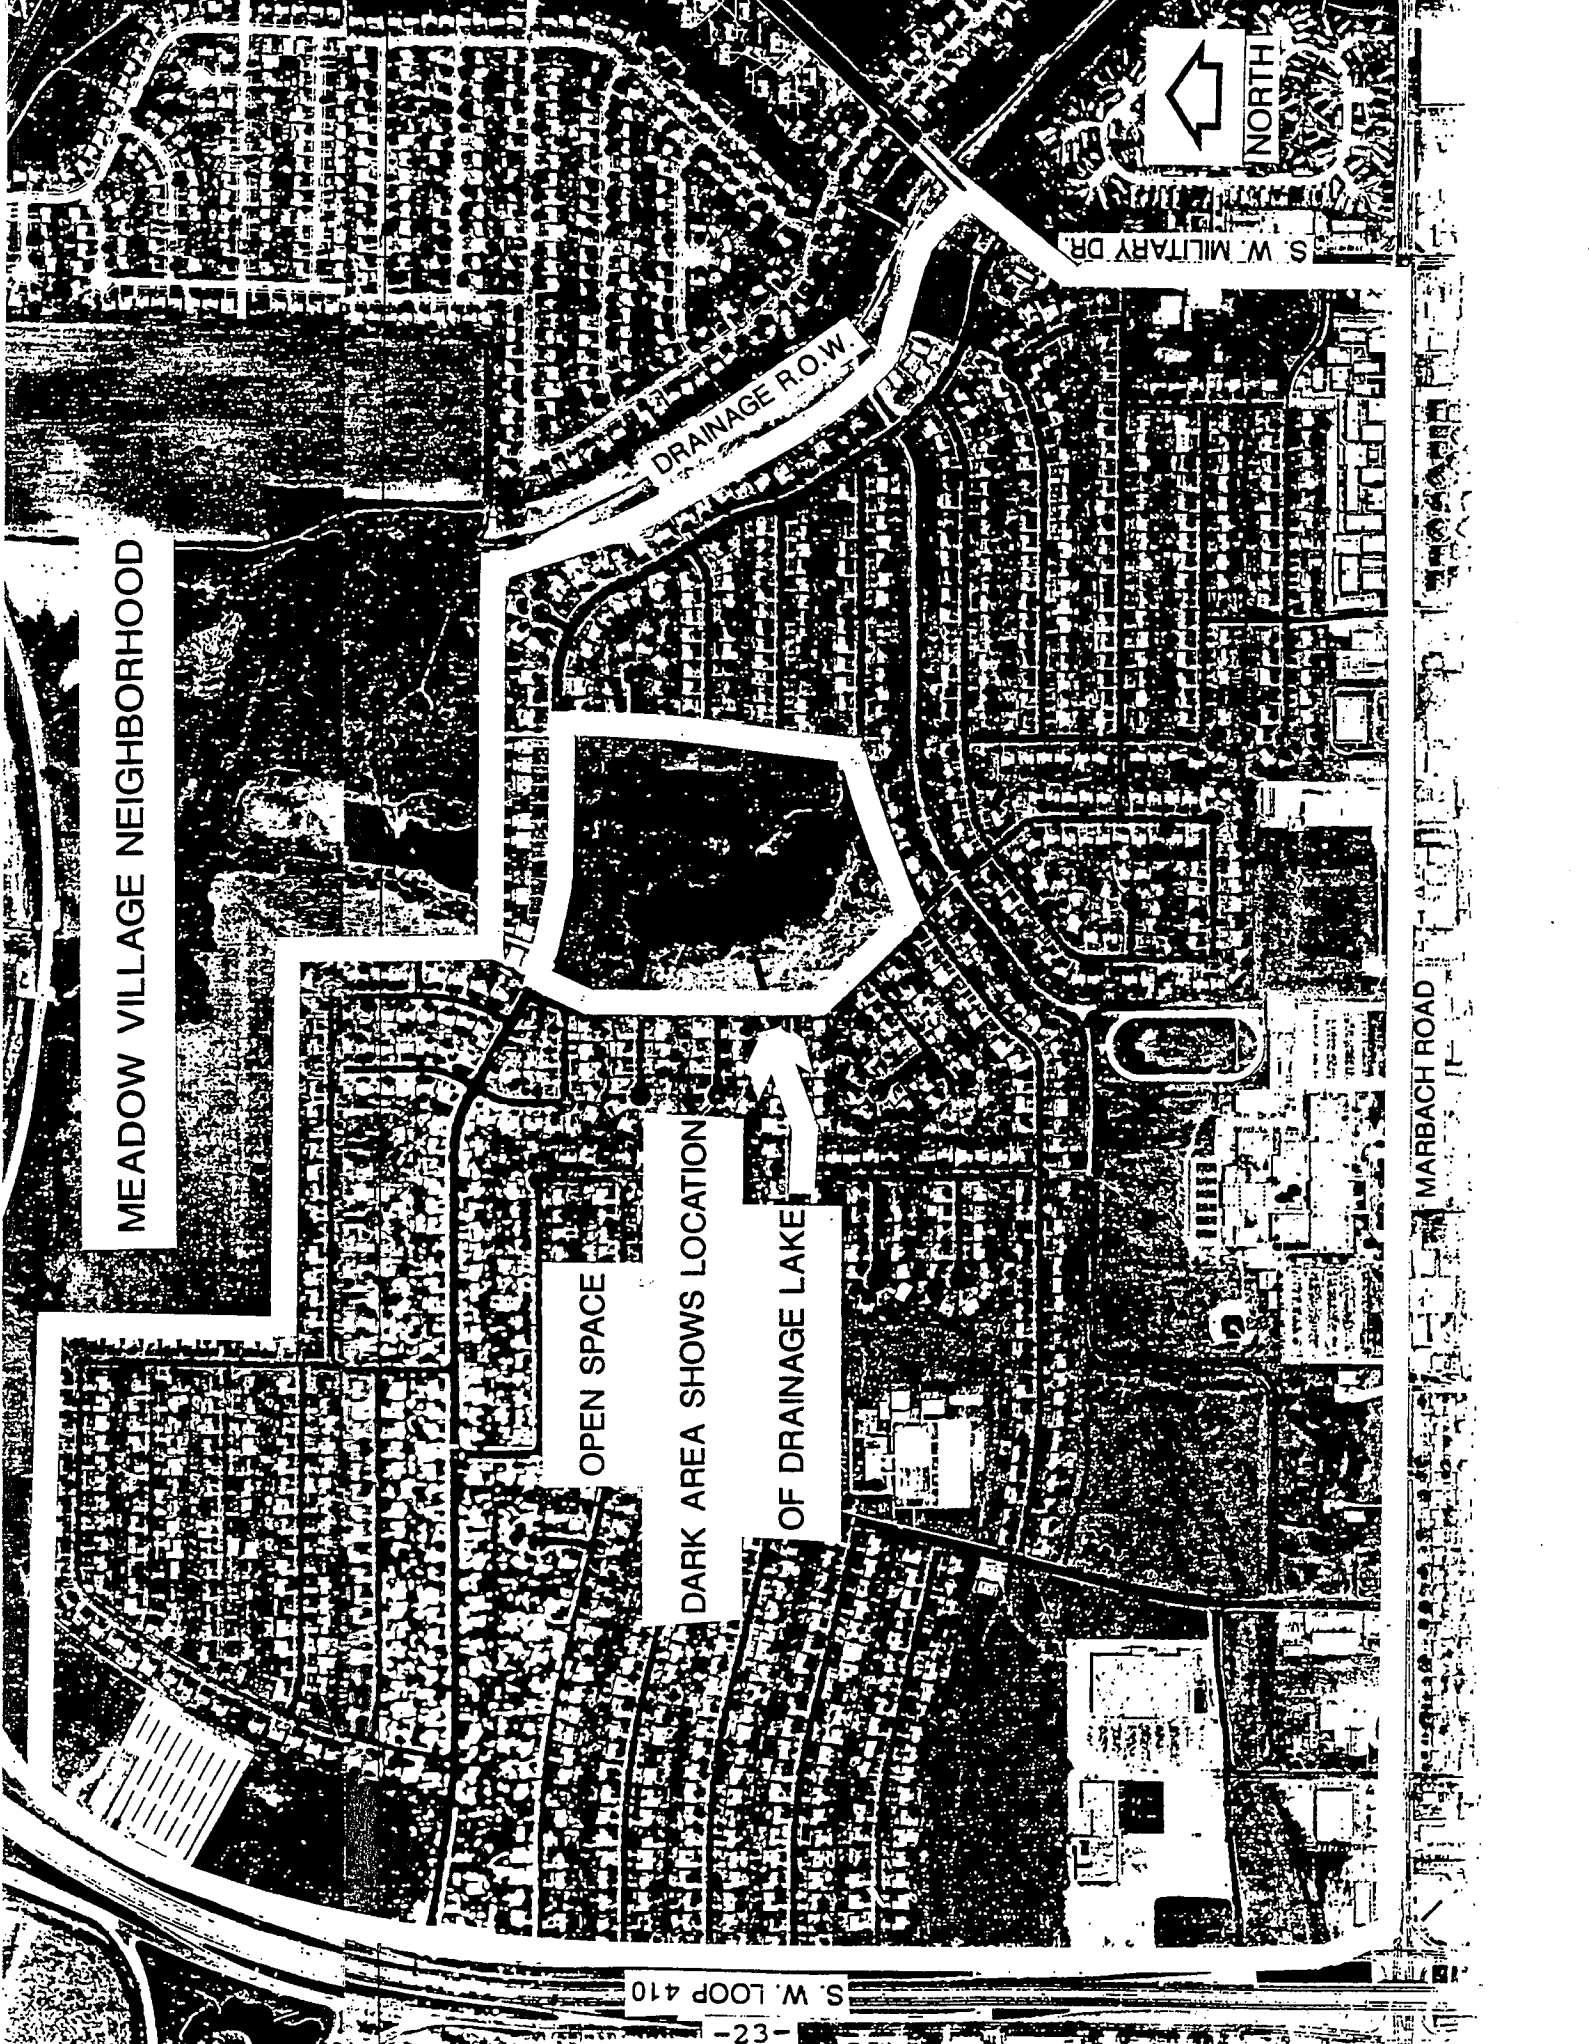 MEADOW VILLAGE NEIGHBORHOOD
NORTH
S. W. MILITARY DR.
DRAINAGE R.O.W.
OPEN SPACE
DARK AREA SHOWS LOCATION
OF DRAINAGE LAKE
MARBACH ROAD
S. W. LOOP 410
-23-